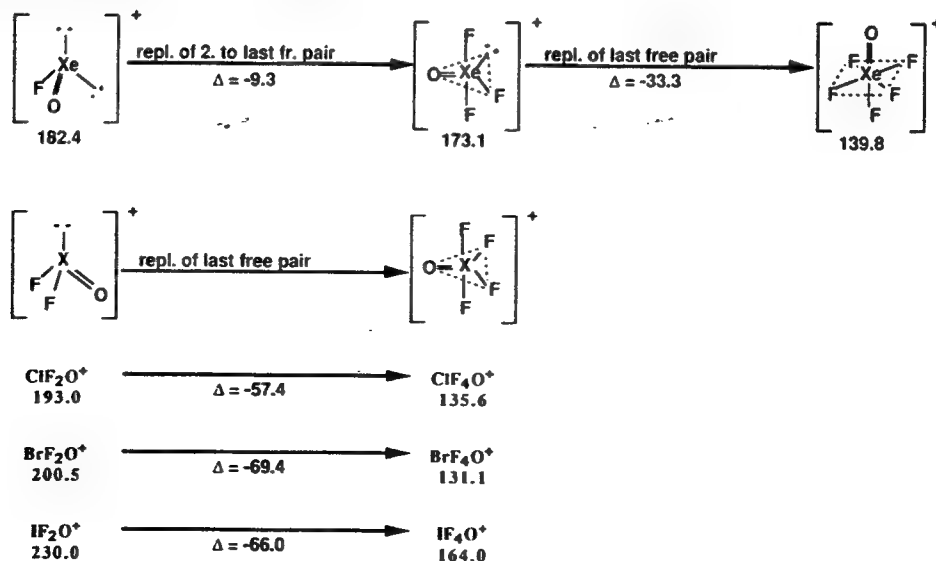 + + +
O
repl. of 2. to last fr. pair F repl. of last free pair
Xe O Xe F F Xe F
F F F
O F F
Δ = -9.3 Δ = -33.3
182.4 173.1 139.8
+ +
F
repl. of last free pair F
X O X
F F O F F
ClF₂O⁺ ClF₄O⁺
193.0 Δ = -57.4 135.6
BrF₂O⁺ BrF₄O⁺
200.5 Δ = -69.4 131.1
IF₂O⁺ IF₄O⁺
230.0 Δ = -66.0 164.0